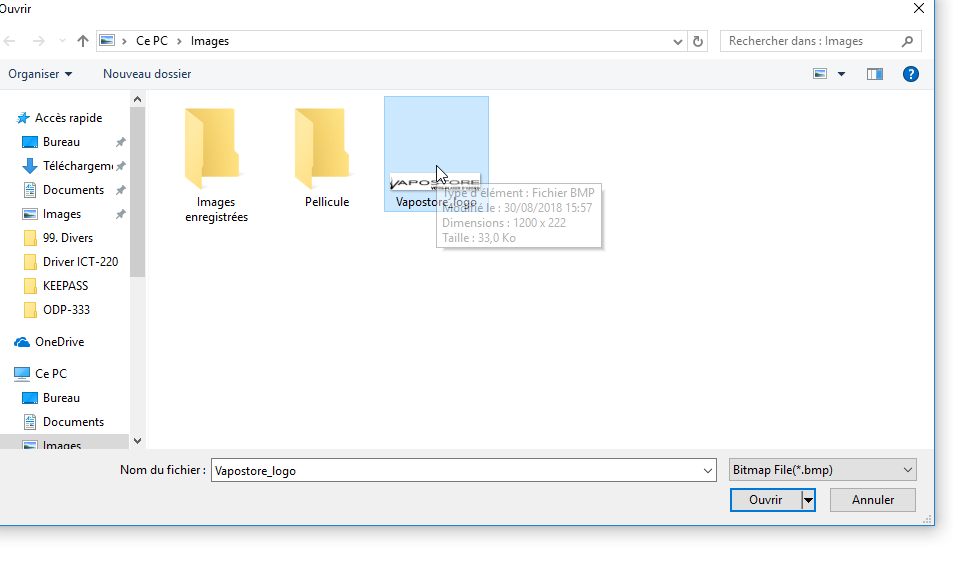 Ouvrir
Ce PC > Images
Rechercher dans : Images
Organiser
Nouveau dossier
Accès rapide
Bureau
Téléchargem
Documents
Images
99. Divers
Driver ICT-220
KEEPASS
ODP-333
OneDrive
Ce PC
Bureau
Documents
Images
Images
enregistrées
Pellicule
VAPOSTORE
Vapostore_logo
Type d'élément : Fichier BMP
Modifié le : 30/08/2018 15:57
Dimensions : 1200 x 222
Taille : 33,0 Ko
Nom du fichier :
Vapostore_logo
Bitmap File(*.bmp)
Ouvrir
Annuler